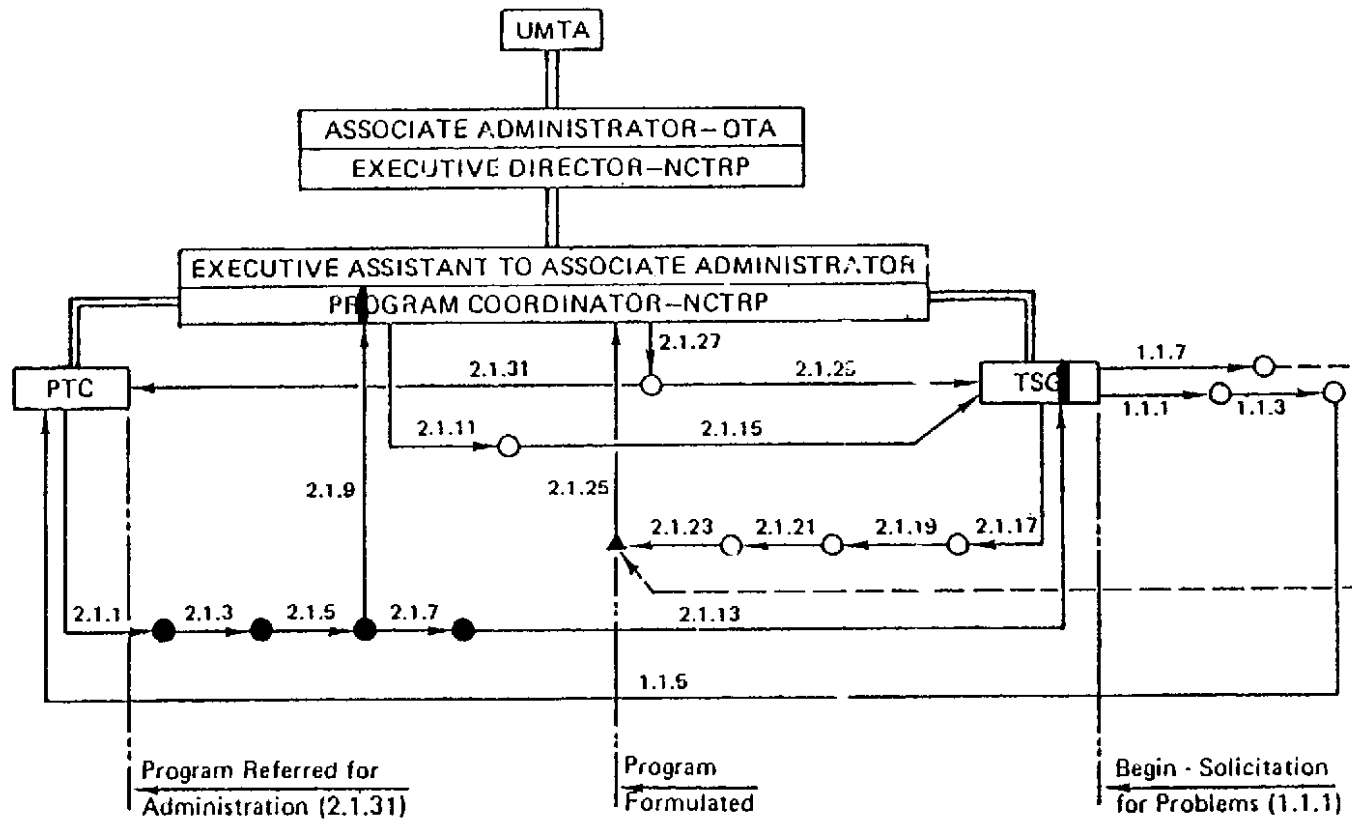 UMTA
ASSOCIATE ADMINISTRATOR–OTA
EXECUTIVE DIRECTOR–NCTRP
EXECUTIVE ASSISTANT TO ASSOCIATE ADMINISTRATOR
PROGRAM COORDINATOR–NCTRP
2.1.27
1.1.7
PTC
2.1.31
2.1.25
TSG
1.1.1
1.1.3
2.1.11
2.1.15
2.1.9
2.1.25
2.1.23
2.1.21
2.1.19
2.1.17
2.1.1
2.1.3
2.1.5
2.1.7
2.1.13
1.1.5
Program Referred for
Administration (2.1.31)
Program
Formulated
Begin - Solicitation
for Problems (1.1.1)